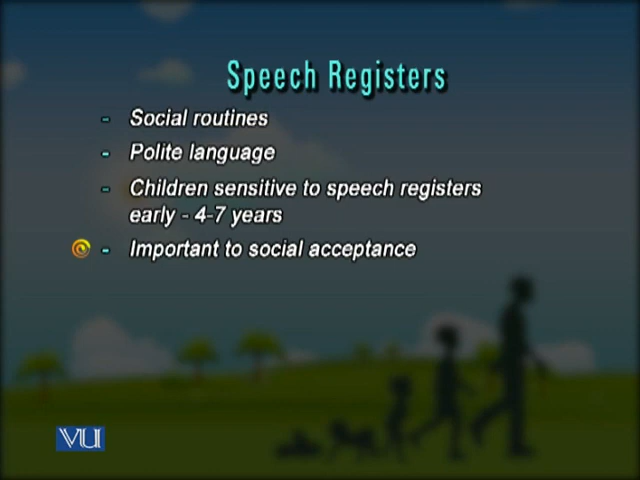 Speech Registers
- Social routines
- Polite language
- Children sensitive to speech registers
early - 4-7 years
- Important to social acceptance
VU